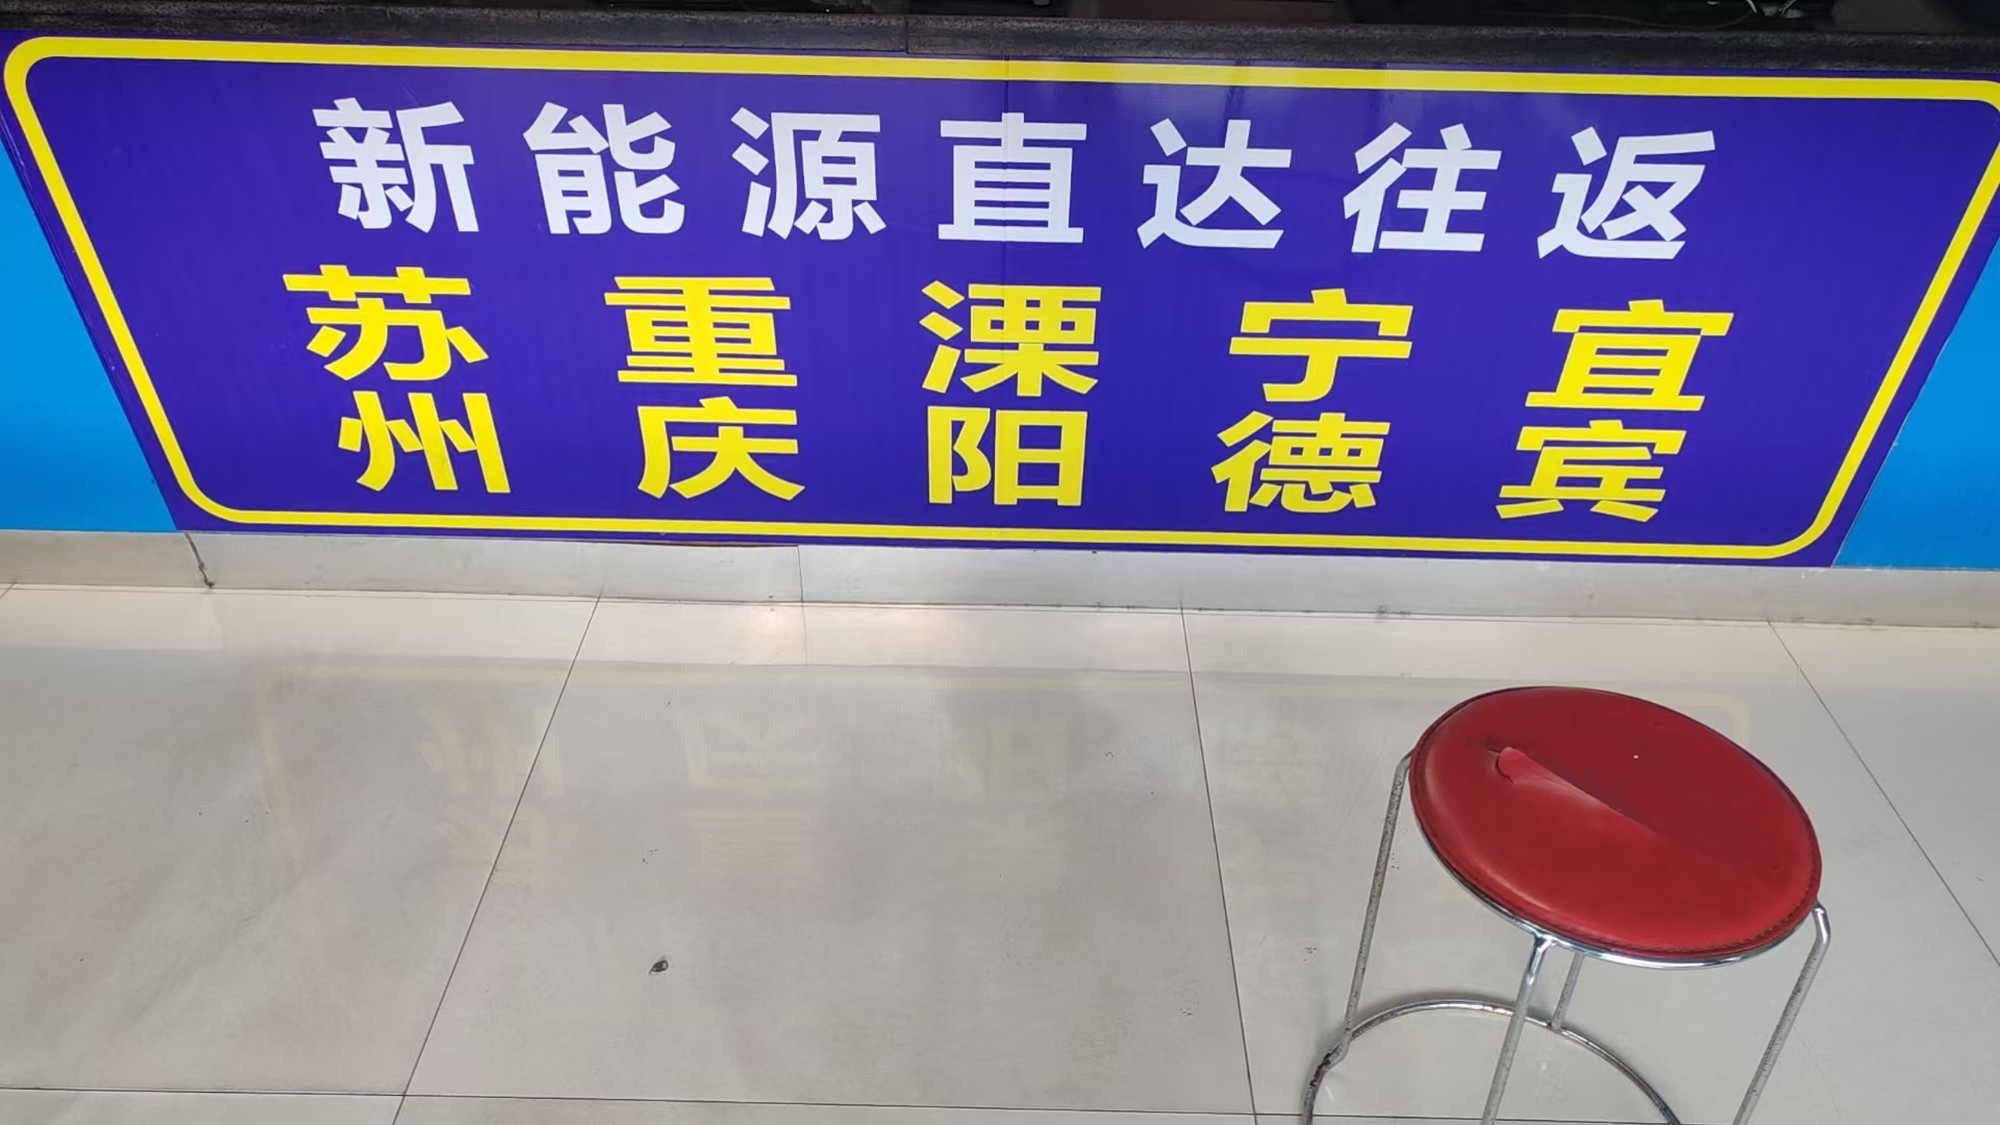 新能源直达往返
苏州 重庆 溧阳 宁德 宜宾